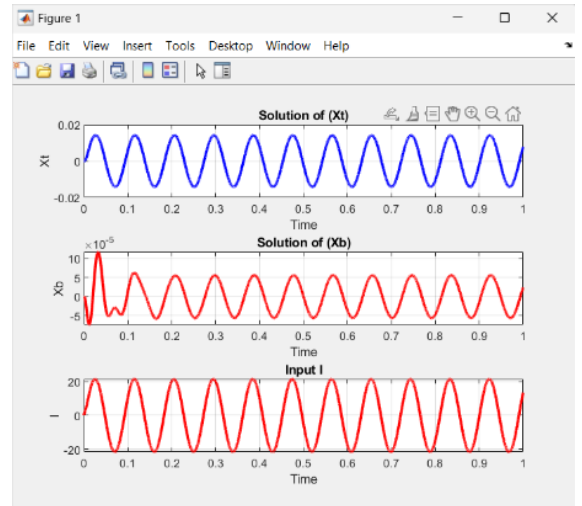 Figure 1
File Edit View Insert Tools Desktop Window Help
Solution of (Xt)
0.02
0
-0.02
Xt
0 0.1 0.2 0.3 0.4 0.5 0.6 0.7 0.8 0.9 1
Time
Solution of (Xb)
×10⁻⁵
10
5
0
-5
Xb
0 0.1 0.2 0.3 0.4 0.5 0.6 0.7 0.8 0.9 1
Time
Input I
20
0
-20
I
0 0.1 0.2 0.3 0.4 0.5 0.6 0.7 0.8 0.9 1
Time